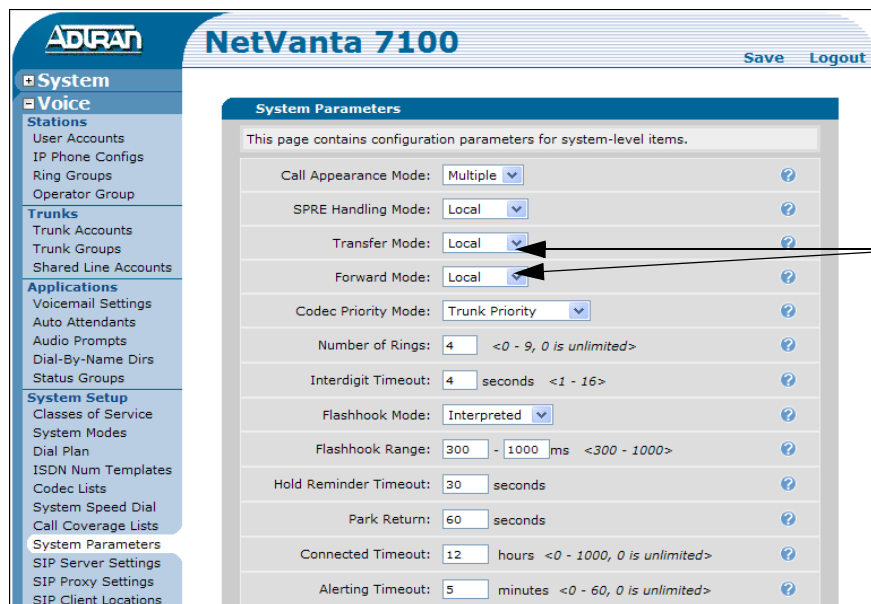 ADTRAN
NetVanta 7100
Save Logout
System
Voice
Stations
User Accounts
IP Phone Configs
Ring Groups
Operator Group
Trunks
Trunk Accounts
Trunk Groups
Shared Line Accounts
Applications
Voicemail Settings
Auto Attendants
Audio Prompts
Dial-By-Name Dirs
Status Groups
System Setup
Classes of Service
System Modes
Dial Plan
ISDN Num Templates
Codec Lists
System Speed Dial
Call Coverage Lists
System Parameters
SIP Server Settings
SIP Proxy Settings
SIP Client Locations
System Parameters
This page contains configuration parameters for system-level items.
Call Appearance Mode: Multiple
SPRE Handling Mode: Local
Transfer Mode: Local
Forward Mode: Local
Codec Priority Mode: Trunk Priority
Number of Rings: 4 <0 - 9, 0 is unlimited>
Interdigit Timeout: 4 seconds <1 - 16>
Flashhook Mode: Interpreted
Flashhook Range: 300 - 1000 ms <300 - 1000>
Hold Reminder Timeout: 30 seconds
Park Return: 60 seconds
Connected Timeout: 12 hours <0 - 1000, 0 is unlimited>
Alerting Timeout: 5 minutes <0 - 60, 0 is unlimited>